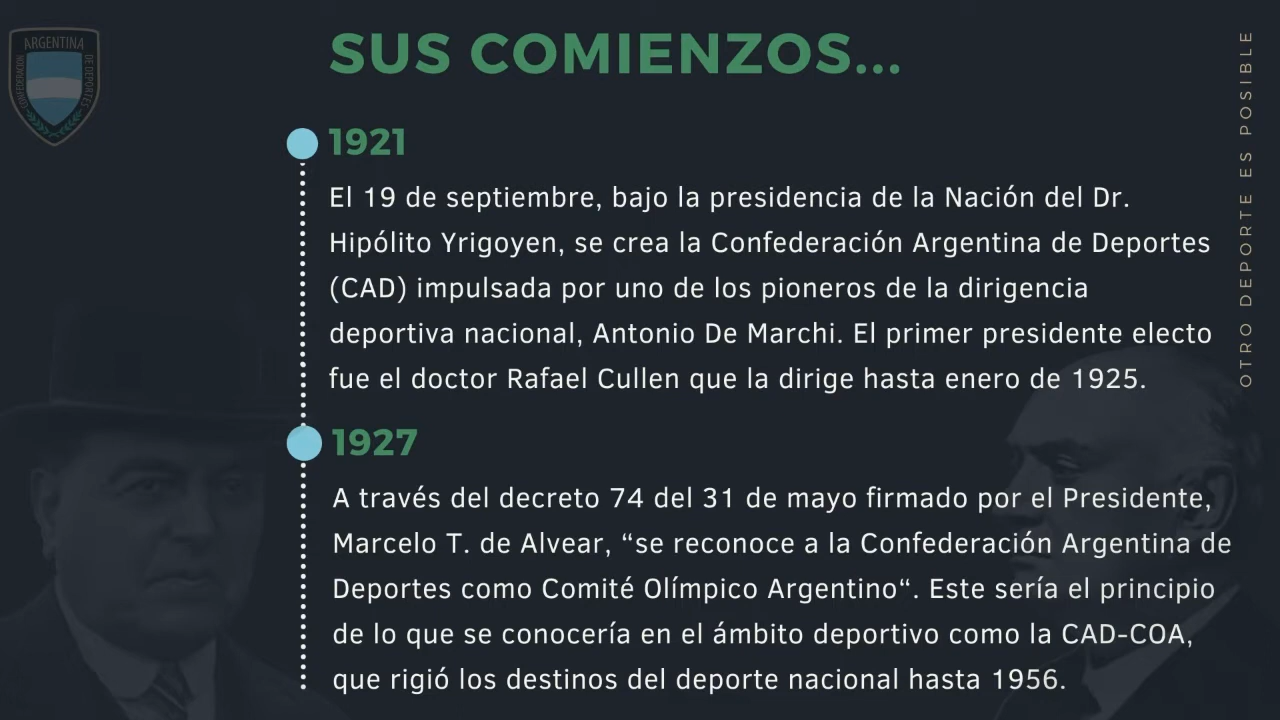 ARGENTINA
CONFEDERACIÓN
DE DEPORTES
SUS COMIENZOS...
1921
El 19 de septiembre, bajo la presidencia de la Nación del Dr.
Hipólito Yrigoyen, se crea la Confederación Argentina de Deportes
(CAD) impulsada por uno de los pioneros de la dirigencia
deportiva nacional, Antonio De Marchi. El primer presidente electo
fue el doctor Rafael Cullen que la dirige hasta enero de 1925.
1927
A través del decreto 74 del 31 de mayo firmado por el Presidente,
Marcelo T. de Alvear, “se reconoce a la Confederación Argentina de
Deportes como Comité Olímpico Argentino“. Este sería el principio
de lo que se conocería en el ámbito deportivo como la CAD-COA,
que rigió los destinos del deporte nacional hasta 1956.
OTRO DEPORTE ES POSIBLE